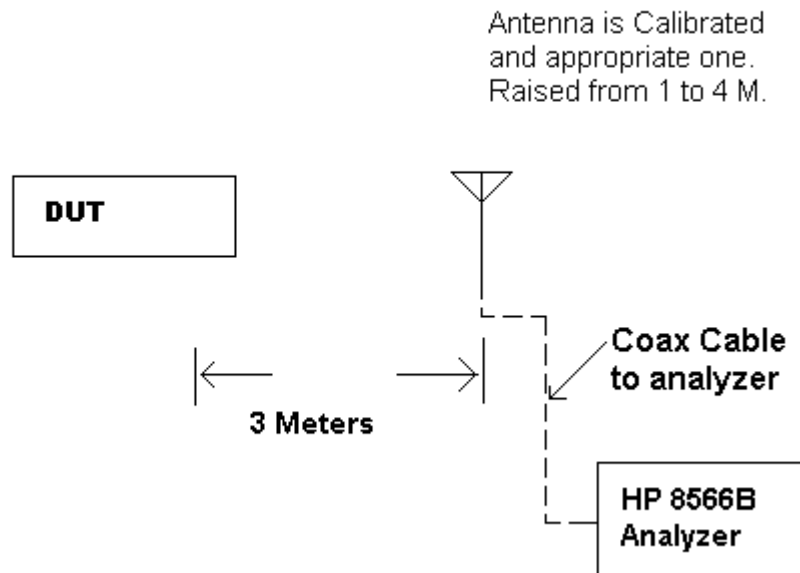 Antenna is Calibrated
and appropriate one.
Raised from 1 to 4 M.
DUT
Coax Cable
to analyzer
3 Meters
HP 8566B
Analyzer